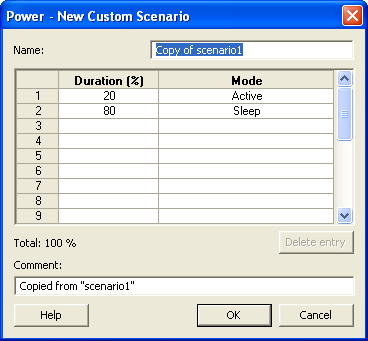 Power - New Custom Scenario
Name: Copy of scenario1
Duration (%) Mode
1 20 Active
2 80 Sleep
3
4
5
6
7
8
9
Total: 100 %
Delete entry
Comment:
Copied from "scenario1"
Help OK Cancel